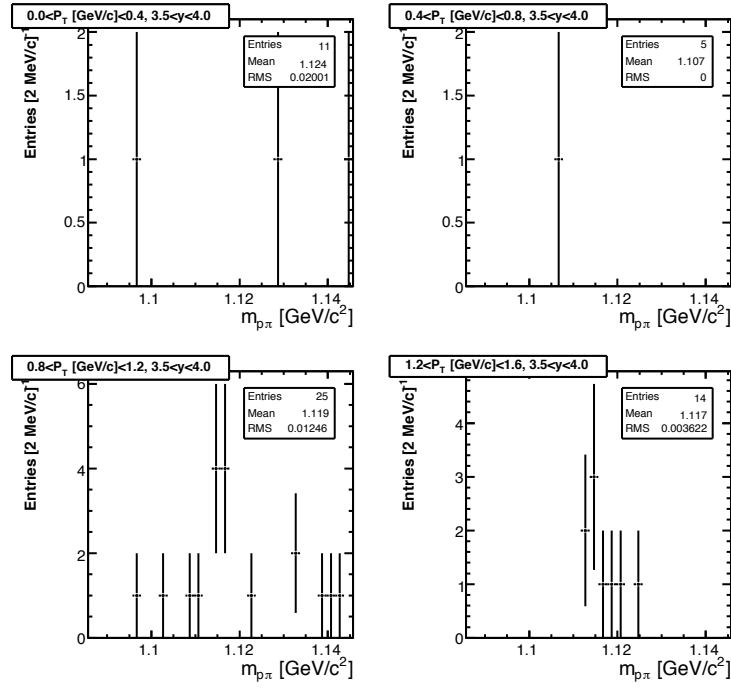 0.0<P_T [GeV/c]<0.4, 3.5<y<4.0
Entries 11
Mean 1.124
RMS 0.02001
Entries [2 MeV/c]^-1
2
1.5
1
0.5
0
1.1 1.12 1.14
m_pπ [GeV/c²]
0.4<P_T [GeV/c]<0.8, 3.5<y<4.0
Entries 5
Mean 1.107
RMS 0
Entries [2 MeV/c]^-1
2
1.5
1
0.5
0
1.1 1.12 1.14
m_pπ [GeV/c²]
0.8<P_T [GeV/c]<1.2, 3.5<y<4.0
Entries 25
Mean 1.119
RMS 0.01246
Entries [2 MeV/c]^-1
6
4
2
0
1.1 1.12 1.14
m_pπ [GeV/c²]
1.2<P_T [GeV/c]<1.6, 3.5<y<4.0
Entries 14
Mean 1.117
RMS 0.003622
Entries [2 MeV/c]^-1
4
3
2
1
0
1.1 1.12 1.14
m_pπ [GeV/c²]